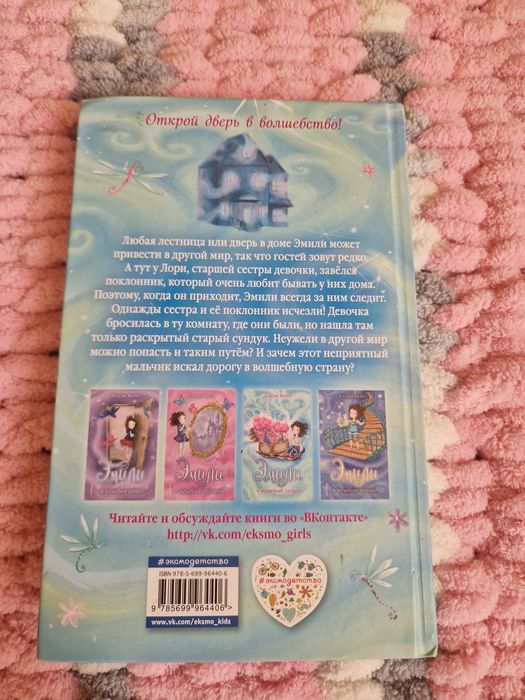 Открой дверь в волшебство!
Любая лестница или дверь в доме Эмили может
привести в другой мир, так что гостей зовут редко.
А тут у Лори, старшей сестры девочки, завёлся
поклонник, который очень любит бывать у них дома.
Поэтому, когда он приходит, Эмили всегда за ним следит.
Однажды сестра и её поклонник исчезли! Девочка
бросилась в ту комнату, где они были, но нашла там
только раскрытый старый сундук. Неужели в другой мир
можно попасть и таким путём? И зачем этот неприятный
мальчик искал дорогу в волшебную страну?
Эмили
Эмили
Эмили
Эмили
Читайте и обсуждайте книги во «ВКонтакте»
http://vk.com/eksmo_girls
#эксмодетство
ISBN 978-5-699-96440-6
9 785699 964406 >
www.vk.com/eksmo_kids
#эксмодетство